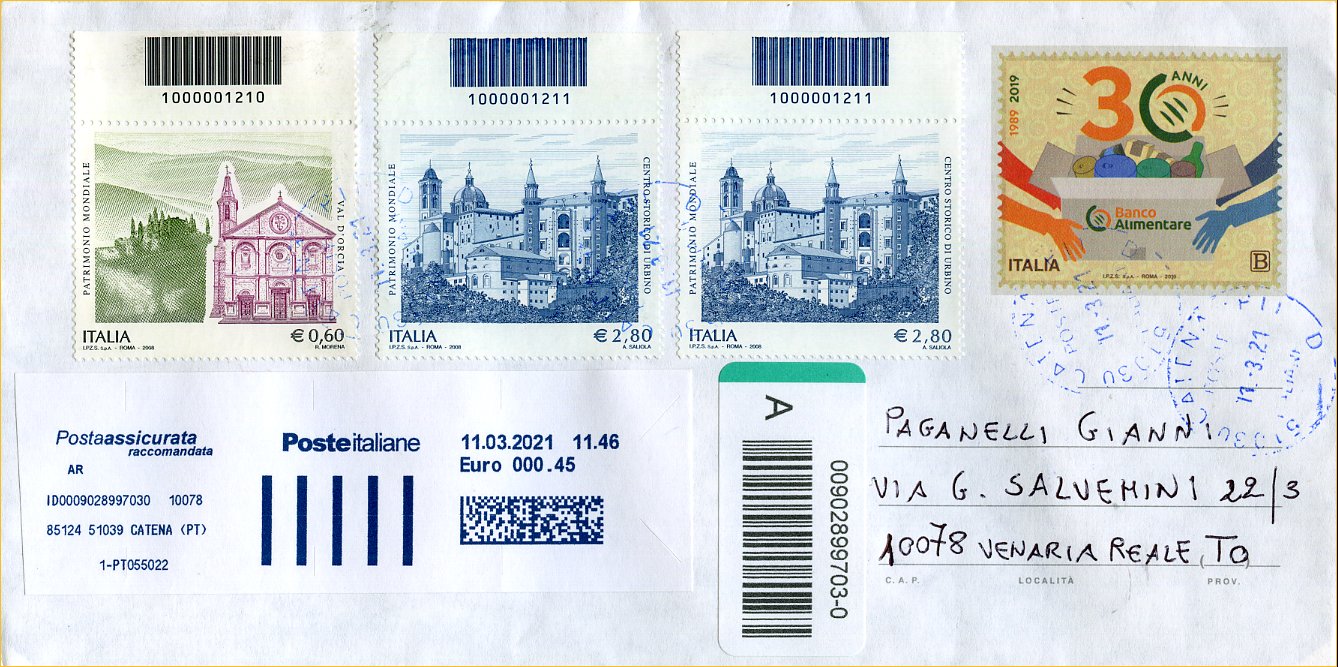 1000001210
PATRIMONIO MONDIALE
VAL D'ORCIA
ITALIA
€ 0,60
I.P.Z.S. S.p.A. - ROMA - 2008
R. MORENA
1000001211
PATRIMONIO MONDIALE
CENTRO STORICO DI URBINO
ITALIA
€ 2,80
I.P.Z.S. S.p.A. - ROMA - 2008
A. SALIOLA
1000001211
PATRIMONIO MONDIALE
CENTRO STORICO DI URBINO
ITALIA
€ 2,80
I.P.Z.S. S.p.A. - ROMA - 2008
A. SALIOLA
1989 2019
30 ANNI
Banco
Alimentare
ITALIA
B
I.P.Z.S. S.p.A. - ROMA - 2019
11.3.21
11.3.21
Postaassicurata
raccomandata
AR
ID0009028997030 10078
85124 51039 CATENA (PT)
1-PT055022
Posteitaliane
11.03.2021 11.46
Euro 000.45
A
00902899703-0
PAGANELLI GIANNI
VIA G. SALVEMINI 22/3
10078 VENARIA REALE (TO)
C.A.P. LOCALITÀ PROV.